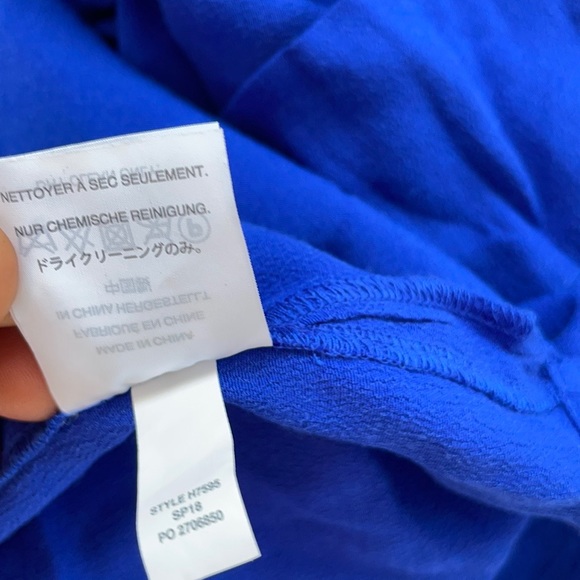 NETTOYER A SEC SEULEMENT.
NUR CHEMISCHE REINIGUNG.
ドライクリーニングのみ。
中国製
IN CHINA HERGESTELLT
FABRIQUÉ EN CHINE
MADE IN CHINA
STYLE H7595
SP18
PO 2706850